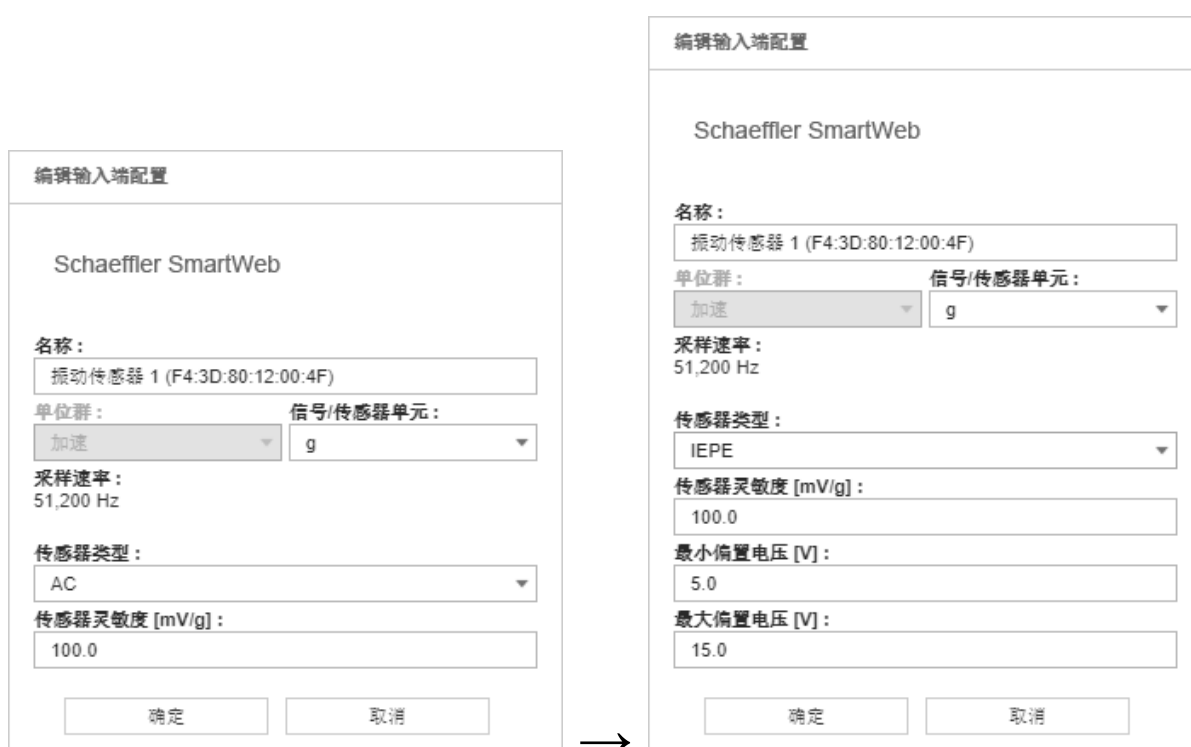 编辑输入端配置
Schaeffler SmartWeb
名称：
振动传感器 1 (F4:3D:80:12:00:4F)
单位群： 信号/传感器单元：
加速 g
采样速率：
51,200 Hz
传感器类型：
AC
传感器灵敏度 [mV/g]：
100.0
确定 取消
→
编辑输入端配置
Schaeffler SmartWeb
名称：
振动传感器 1 (F4:3D:80:12:00:4F)
单位群： 信号/传感器单元：
加速 g
采样速率：
51,200 Hz
传感器类型：
IEPE
传感器灵敏度 [mV/g]：
100.0
最小偏置电压 [V]：
5.0
最大偏置电压 [V]：
15.0
确定 取消